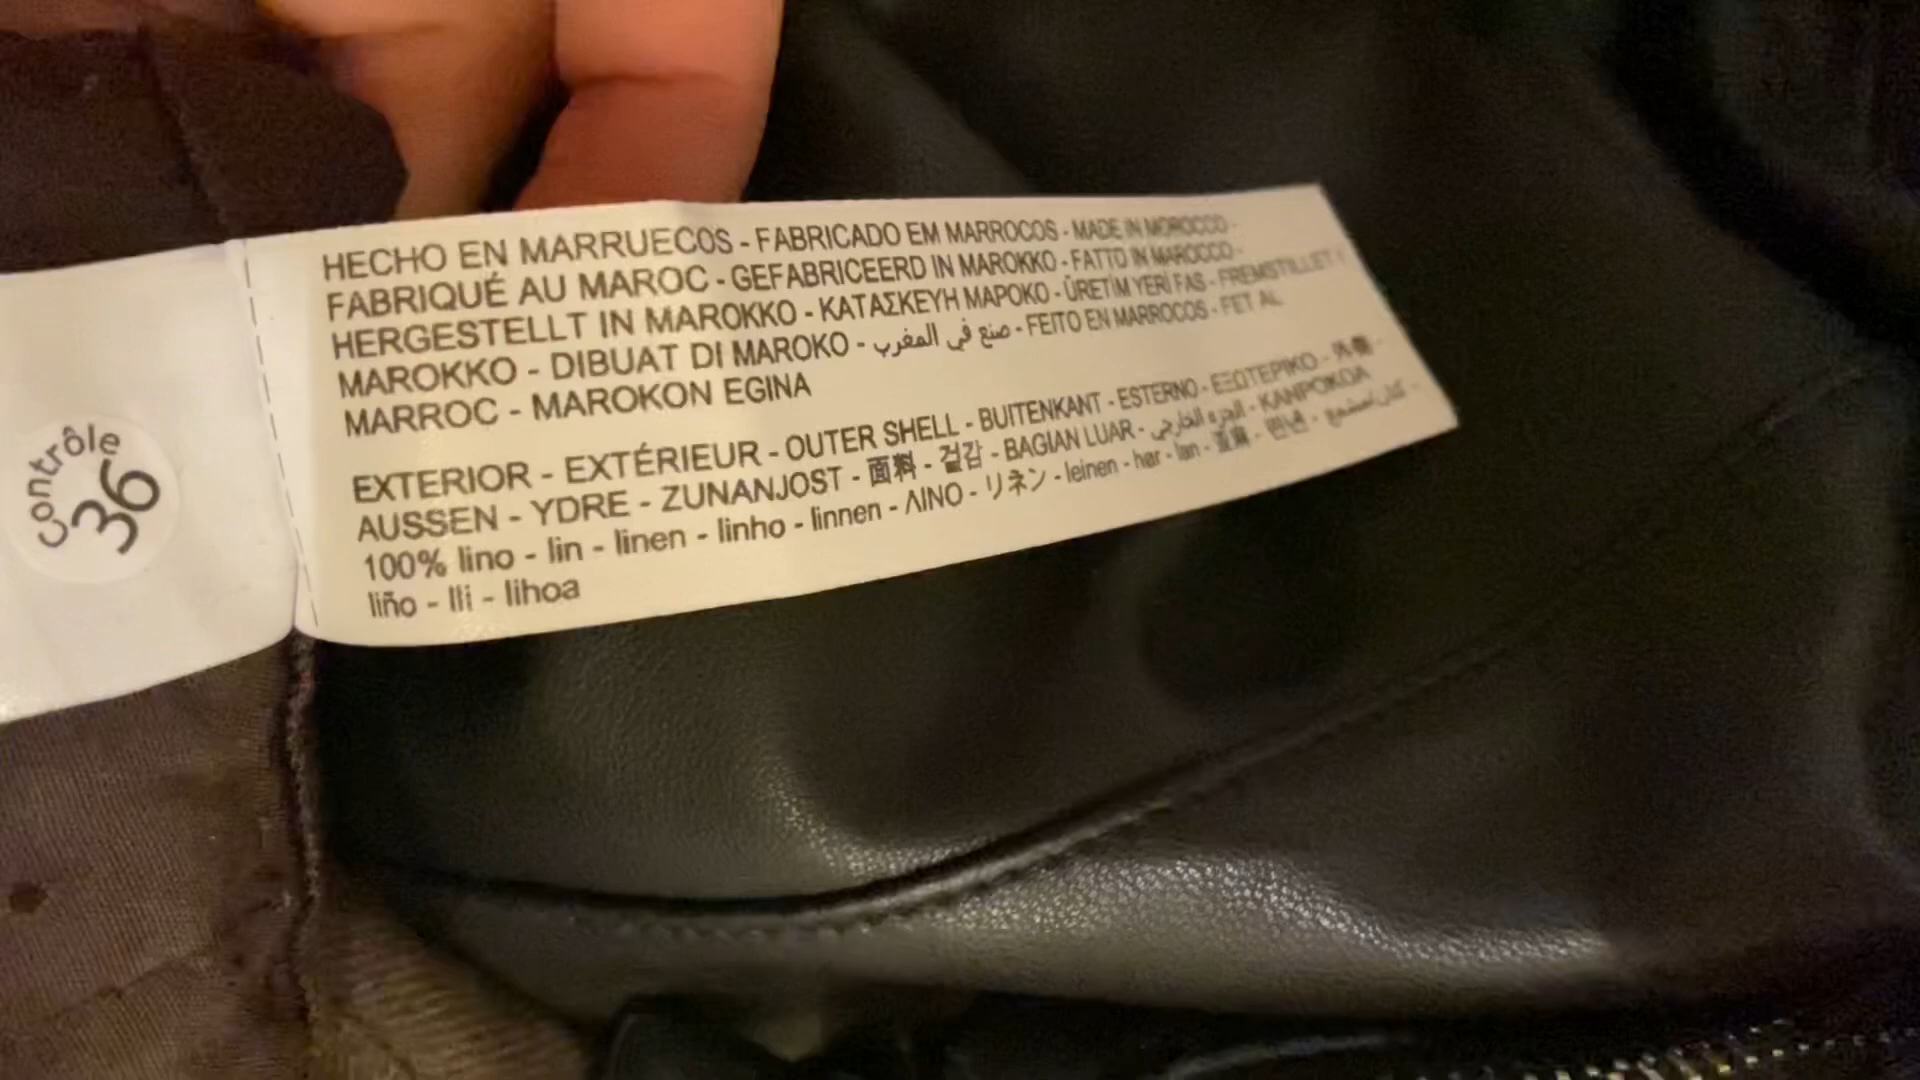 contrôle
36
HECHO EN MARRUECOS - FABRICADO EM MARROCOS - MADE IN MOROCCO -
FABRIQUÉ AU MAROC - GEFABRICEERD IN MAROKKO - FATTO IN MAROCCO -
HERGESTELLT IN MAROKKO - ΚΑΤΑΣΚΕΥΗ ΜΑΡΟΚΟ - ÜRETİM YERİ FAS - FREMSTILLET I
MAROKKO - DIBUAT DI MAROKO - صنع في المغرب - FEITO EN MARROCOS - FET AL
MARROC - MAROKON EGINA
EXTERIOR - EXTÉRIEUR - OUTER SHELL - BUITENKANT - ESTERNO - ΕΞΩΤΕΡΙΚΟ -
AUSSEN - YDRE - ZUNANJOST - 面料 - 겉감 - BAGIAN LUAR - الجزء الخارجي - KANPOKOA
100% lino - lin - linen - linho - linnen - ΛΙΝΟ - リネン - leinen - hør - lan - 亚麻 - 린넨 -
liño - lli - lihoa